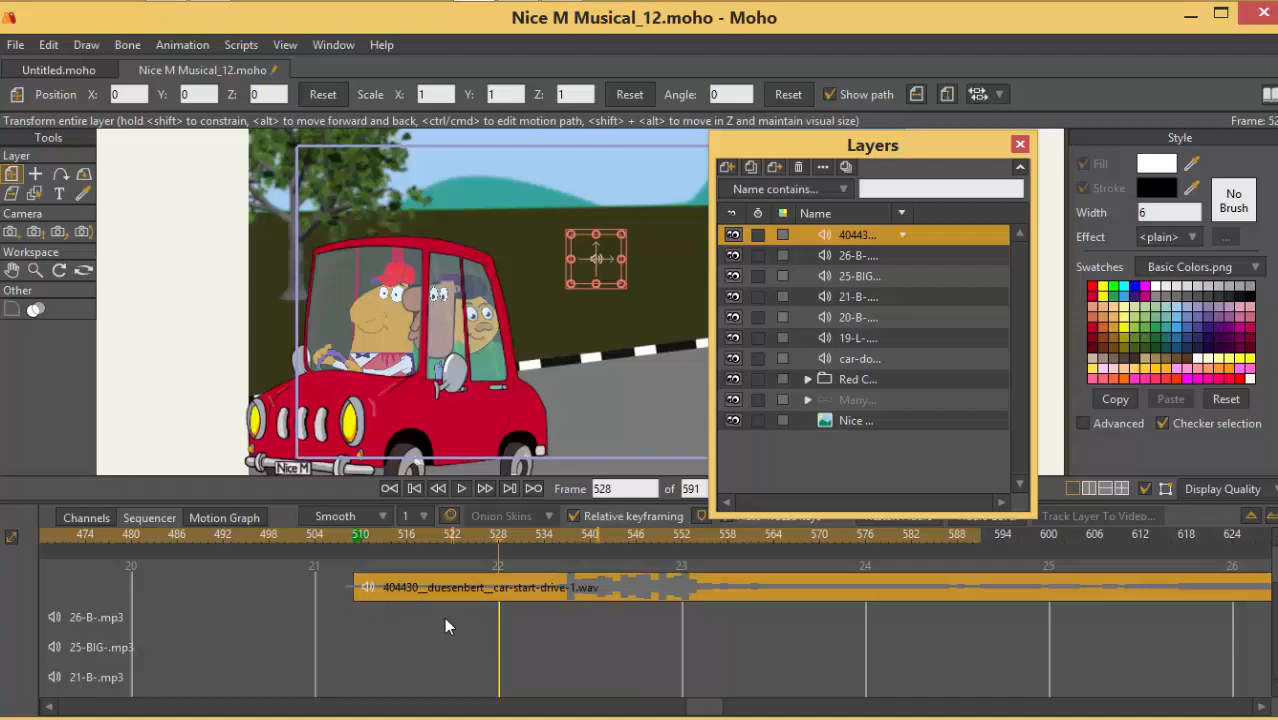 Nice M Musical_12.moho - Moho
File Edit Draw Bone Animation Scripts View Window Help
Untitled.moho Nice M Musical_12.moho
Position X: 0 Y: 0 Z: 0 Reset Scale X: 1 Y: 1 Z: 1 Reset Angle: 0 Reset Show path
Transform entire layer (hold <shift> to constrain, <alt> to move forward and back, <ctrl/cmd> to edit motion path, <shift> + <alt> to move in Z and maintain visual size) Frame: 52
Tools
Layer
T
Camera
Workspace
Other
Nice M
Layers
Name contains...
Name
40443...
26-B-....
25-BIG...
21-B-....
20-B-....
19-L-....
car-do...
Red C...
Many...
Nice ...
Style
Fill
Stroke
No Brush
Width 6
Effect <plain> ...
Swatches Basic Colors.png
Copy Paste Reset
Advanced Checker selection
Frame 528 of 591 Display Quality
Channels Sequencer Motion Graph Smooth 1 Onion Skins Relative keyframing Track Layer To Video...
474 480 486 492 498 504 510 516 522 528 534 540 546 552 558 564 570 576 582 588 594 600 606 612 618 624
20 21 22 23 24 25 26
404430__duesenbert__car-start-drive-1.wav
26-B-.mp3
25-BIG-.mp3
21-B-.mp3